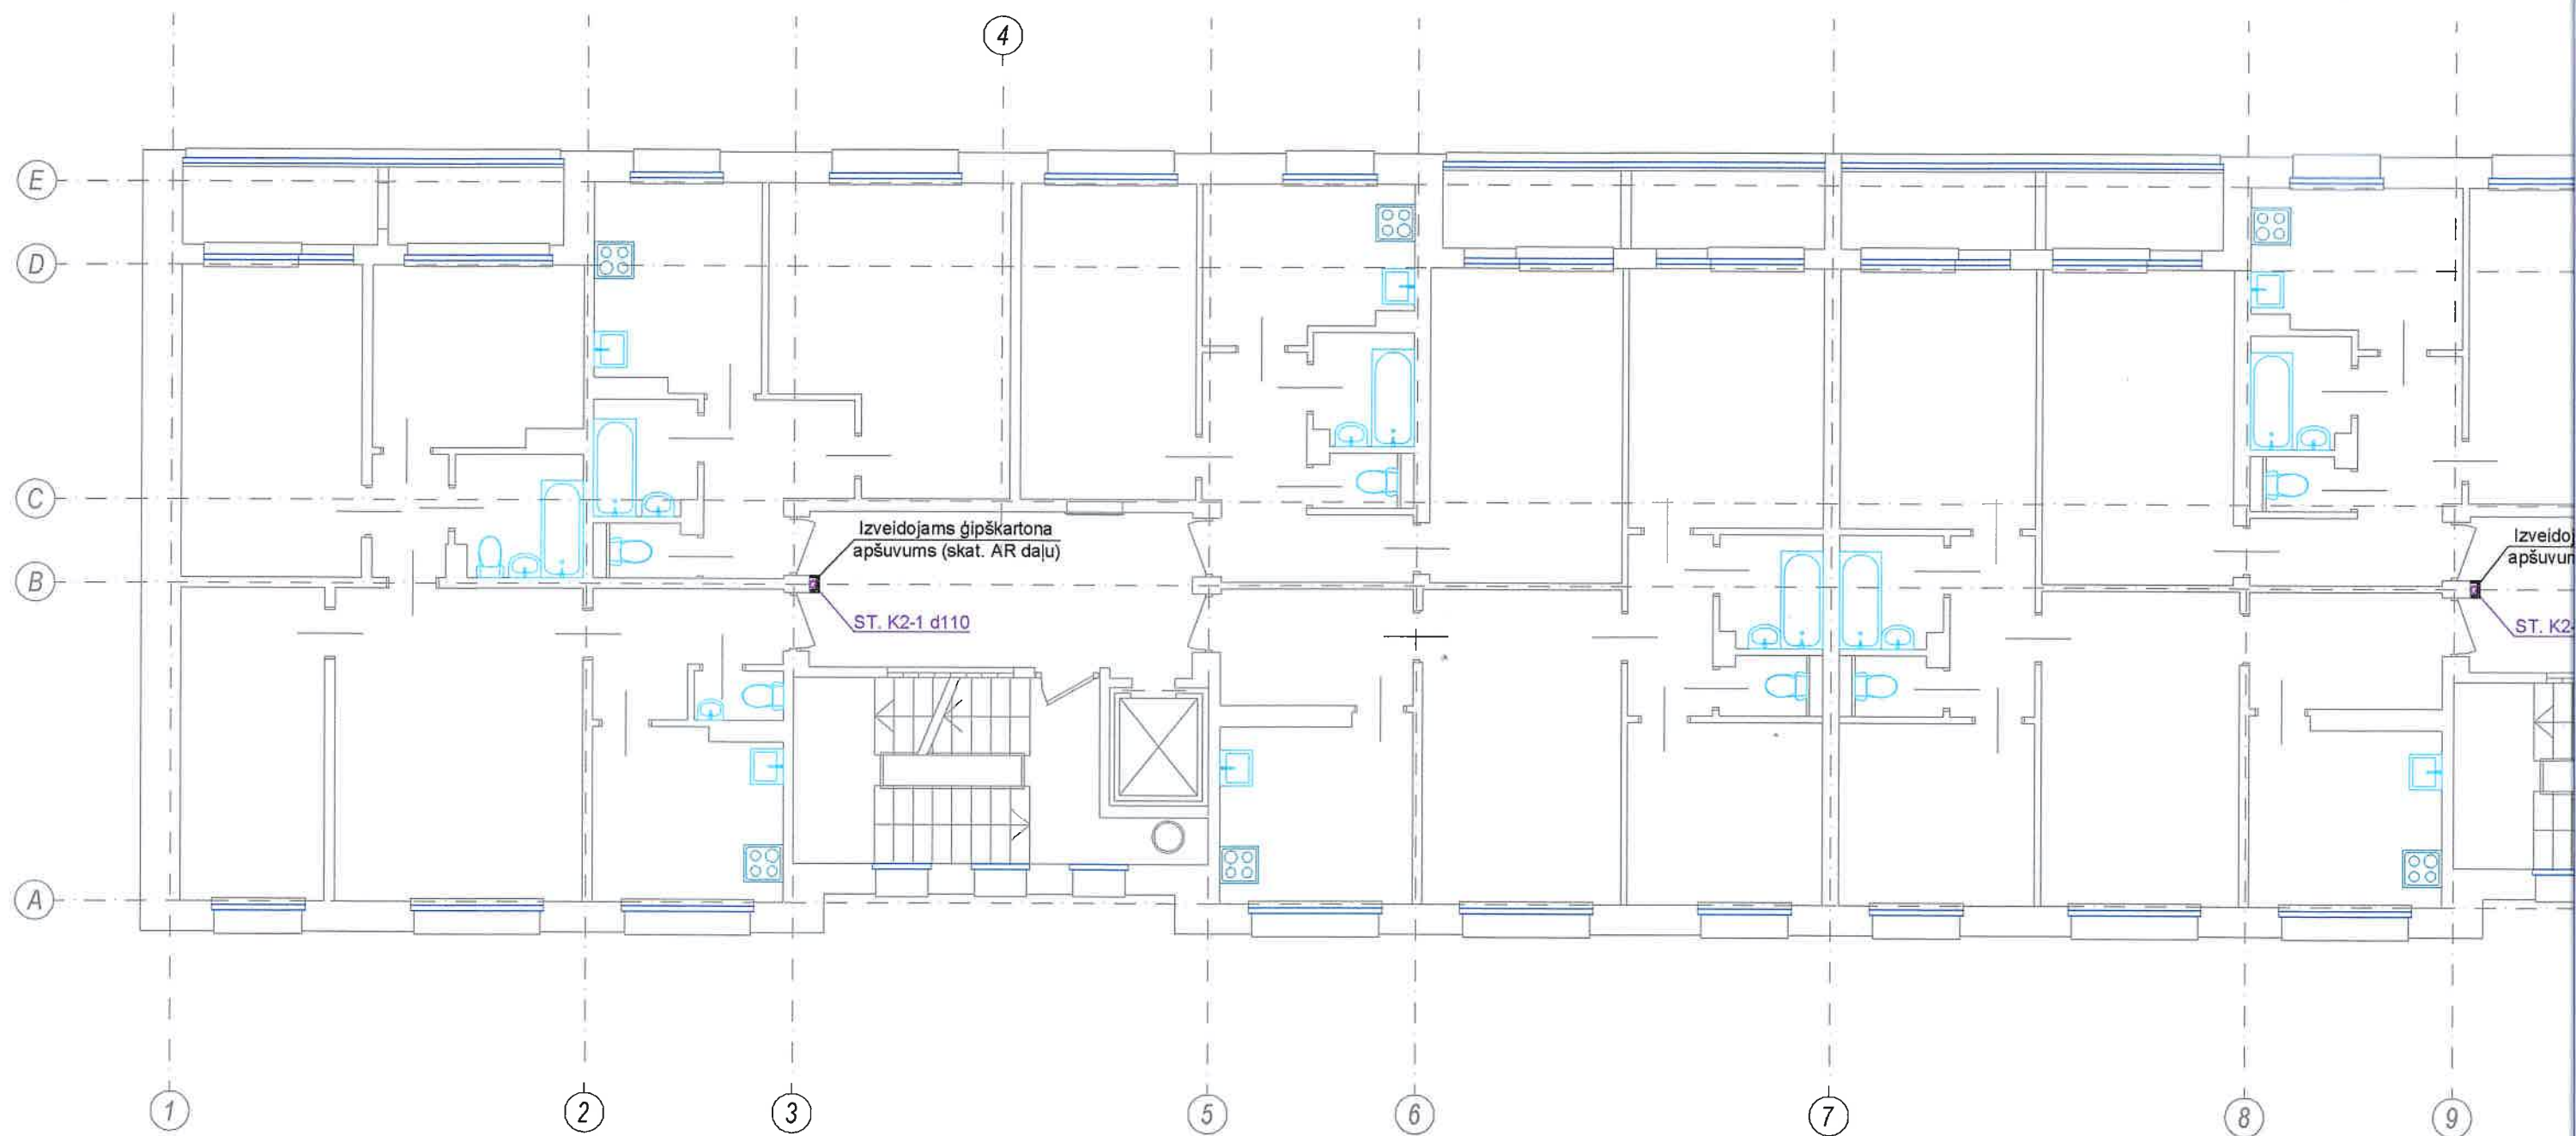 4
E
D
C
B
A
Izveidojams ģipškartona
apšuvums (skat. AR daļu)
ST. K2-1 d110
Izveidoj
apšuvum
ST. K2-
1
2
3
5
6
7
8
9